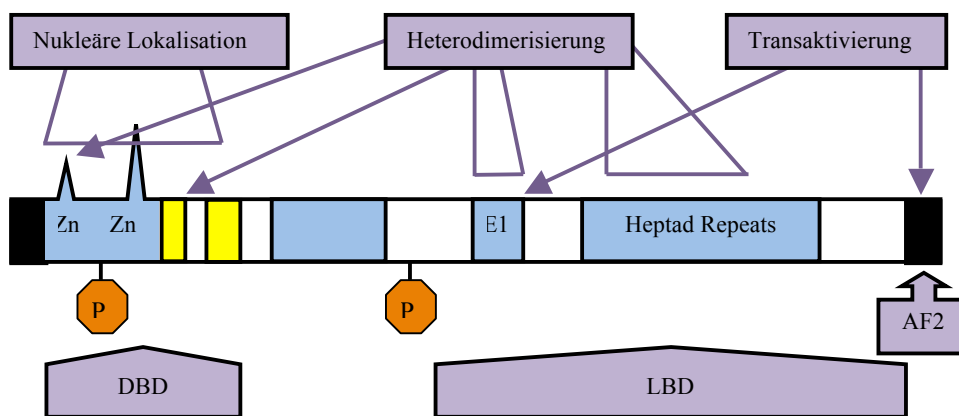 Nukleäre Lokalisation
Heterodimerisierung
Transaktivierung
Zn Zn E1 Heptad Repeats
P P
AF2
DBD LBD